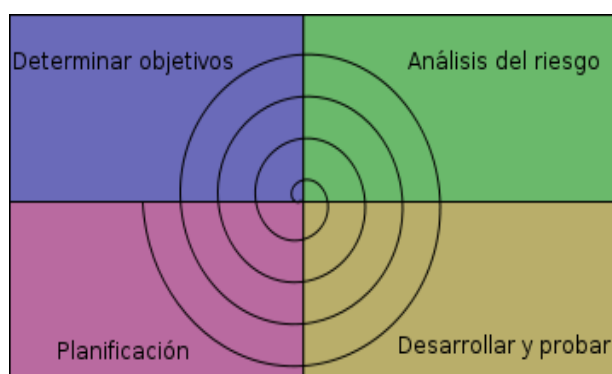 Determinar objetivos
Análisis del riesgo
Planificación
Desarrollar y probar